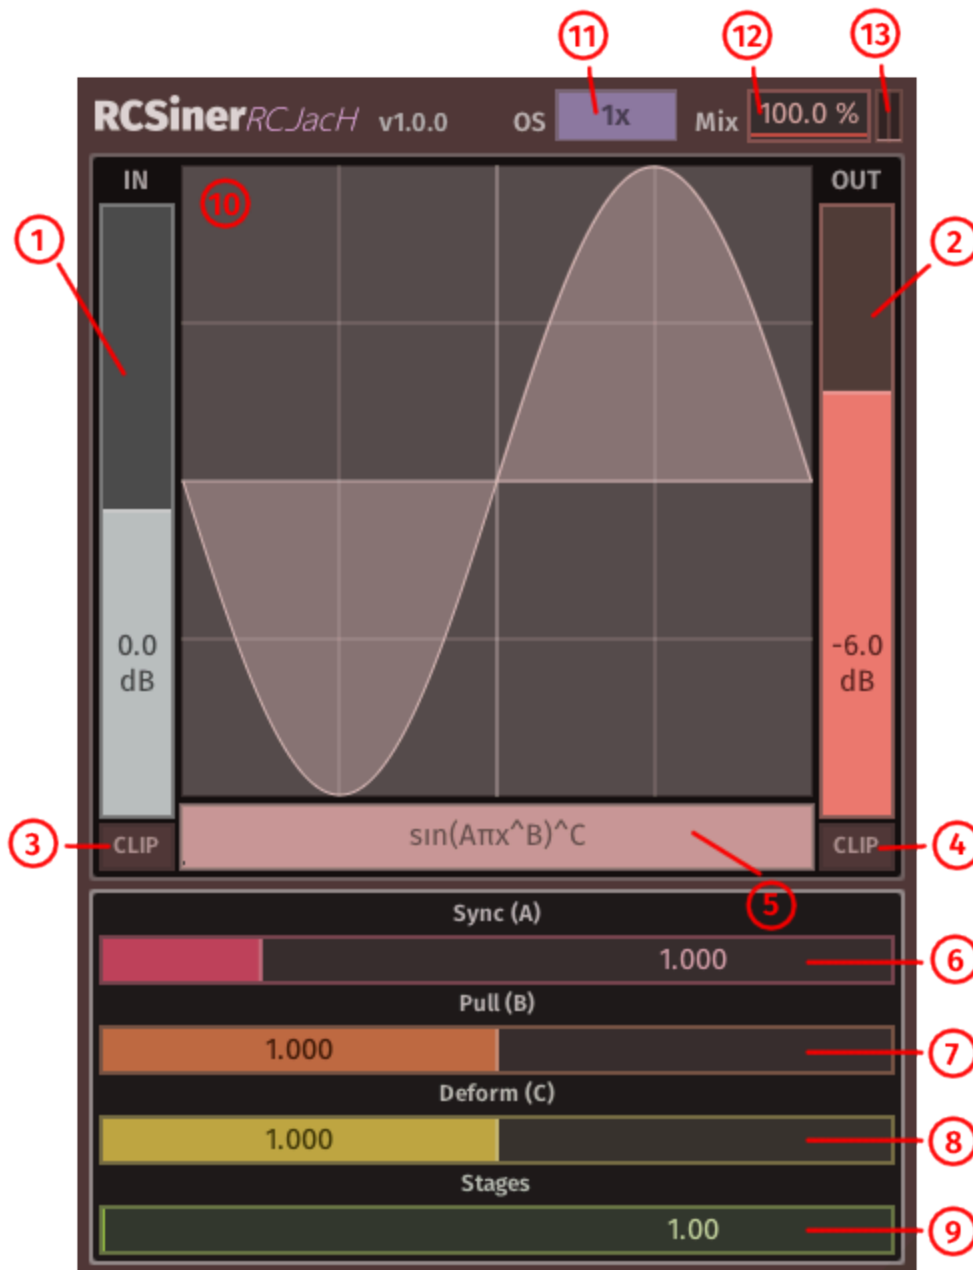 11 12 13
RCSiner RCJacH v1.0.0 OS 1x Mix 100.0 %
IN 10 OUT
1 2
0.0 dB
-6.0 dB
3 CLIP sin(Aπx^B)^C CLIP 4
5
Sync (A)
1.000 6
Pull (B)
1.000 7
Deform (C)
1.000 8
Stages
1.00 9